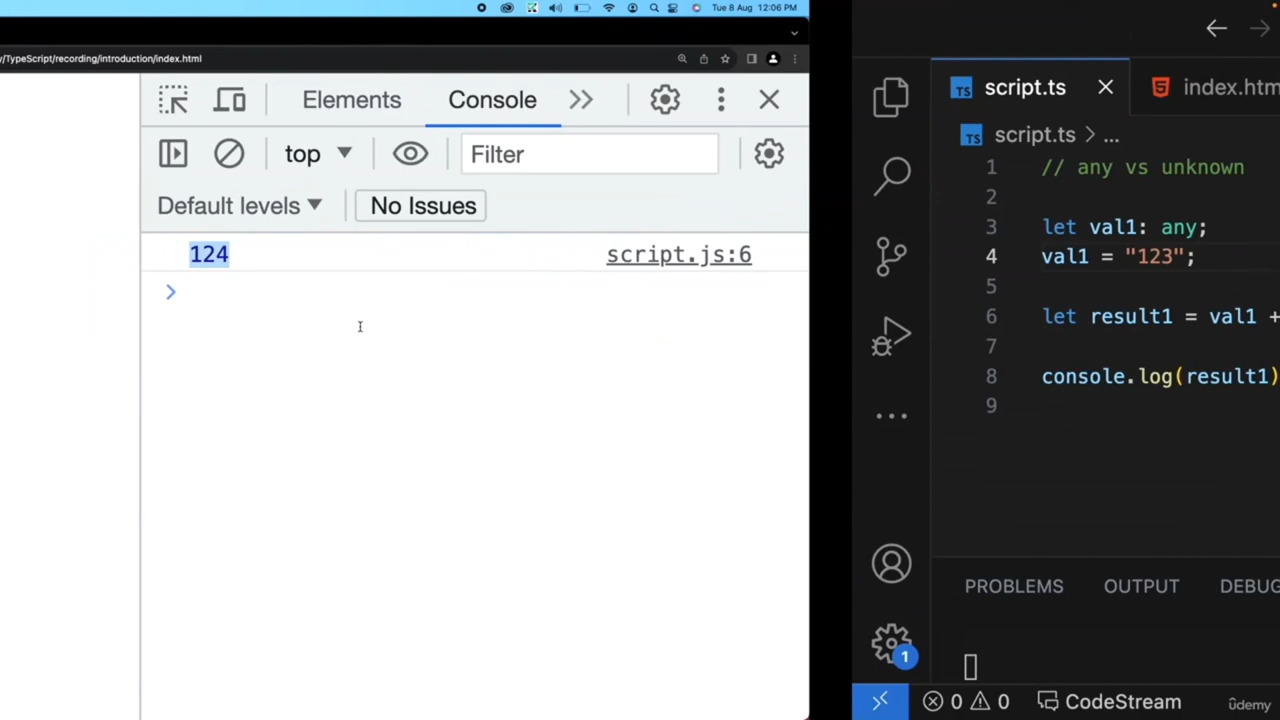 Tue 8 Aug 12:06 PM
/TypeScript/recording/introduction/index.html
Elements
Console
top
Filter
Default levels
No Issues
124
script.js:6
script.ts
index.htm
script.ts > ...
1 // any vs unknown
2
3 let val1: any;
4 val1 = "123";
5
6 let result1 = val1 +
7
8 console.log(result1)
9
PROBLEMS
OUTPUT
DEBUG
1
0
0
CodeStream
udemy